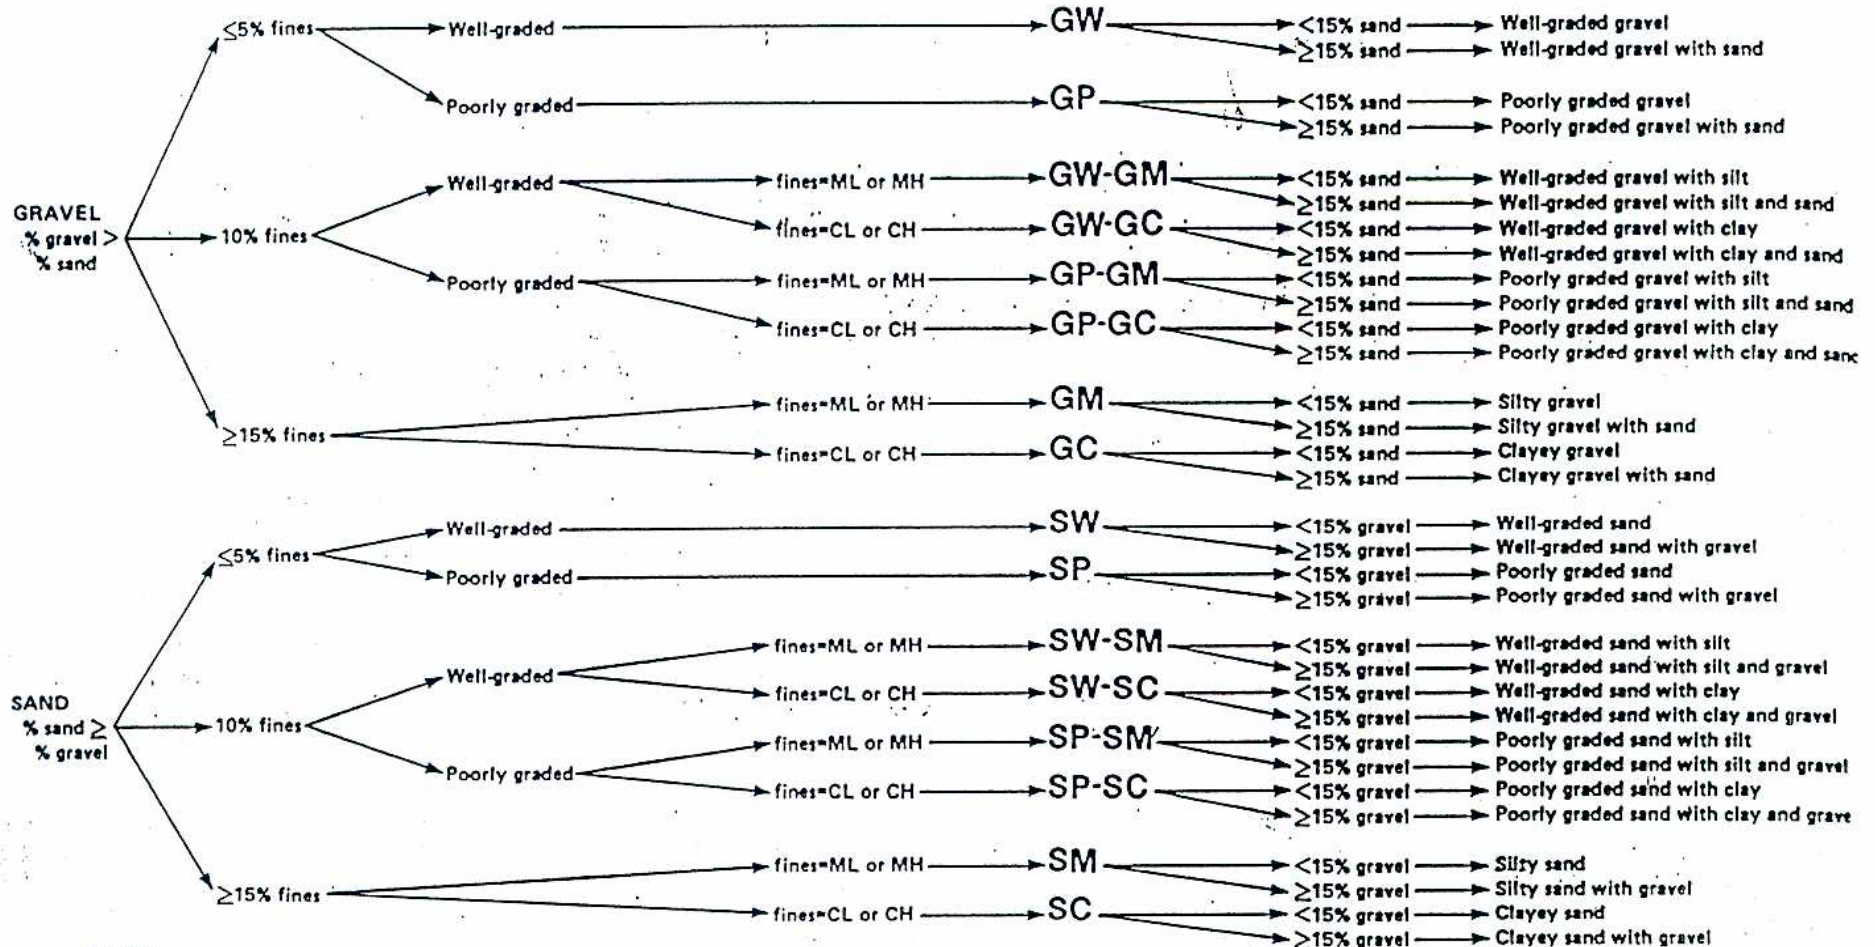 ≤5% fines Well-graded GW <15% sand Well-graded gravel
≥15% sand Well-graded gravel with sand
Poorly graded GP <15% sand Poorly graded gravel
≥15% sand Poorly graded gravel with sand
GRAVEL
% gravel >
% sand
10% fines Well-graded fines=ML or MH GW-GM <15% sand Well-graded gravel with silt
≥15% sand Well-graded gravel with silt and sand
fines=CL or CH GW-GC <15% sand Well-graded gravel with clay
≥15% sand Well-graded gravel with clay and sand
Poorly graded fines=ML or MH GP-GM <15% sand Poorly graded gravel with silt
≥15% sand Poorly graded gravel with silt and sand
fines=CL or CH GP-GC <15% sand Poorly graded gravel with clay
≥15% sand Poorly graded gravel with clay and sand
≥15% fines fines=ML or MH GM <15% sand Silty gravel
≥15% sand Silty gravel with sand
fines=CL or CH GC <15% sand Clayey gravel
≥15% sand Clayey gravel with sand
≤5% fines Well-graded SW <15% gravel Well-graded sand
≥15% gravel Well-graded sand with gravel
Poorly graded SP <15% gravel Poorly graded sand
≥15% gravel Poorly graded sand with gravel
SAND
% sand ≥
% gravel
10% fines Well-graded fines=ML or MH SW-SM <15% gravel Well-graded sand with silt
≥15% gravel Well-graded sand with silt and gravel
fines=CL or CH SW-SC <15% gravel Well-graded sand with clay
≥15% gravel Well-graded sand with clay and gravel
Poorly graded fines=ML or MH SP-SM <15% gravel Poorly graded sand with silt
≥15% gravel Poorly graded sand with silt and gravel
fines=CL or CH SP-SC <15% gravel Poorly graded sand with clay
≥15% gravel Poorly graded sand with clay and grave
≥15% fines fines=ML or MH SM <15% gravel Silty sand
≥15% gravel Silty sand with gravel
fines=CL or CH SC <15% gravel Clayey sand
≥15% gravel Clayey sand with gravel